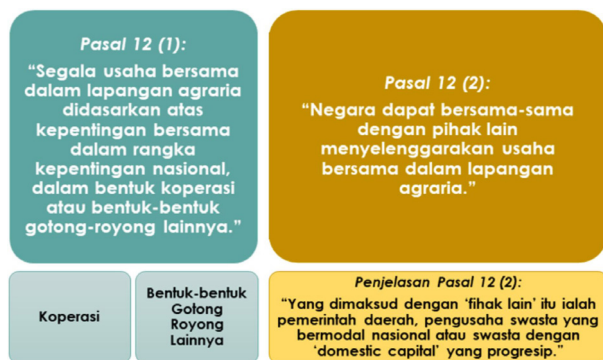 Pasal 12 (1):
“Segala usaha bersama
dalam lapangan agraria
didasarkan atas
kepentingan bersama
dalam rangka
kepentingan nasional,
dalam bentuk koperasi
atau bentuk-bentuk
gotong-royong lainnya.”
Pasal 12 (2):
“Negara dapat bersama-sama
dengan pihak lain
menyelenggarakan usaha
bersama dalam lapangan
agraria.”
Koperasi
Bentuk-bentuk
Gotong
Royong
Lainnya
Penjelasan Pasal 12 (2):
“Yang dimaksud dengan ‘fihak lain’ itu ialah
pemerintah daerah, pengusaha swasta yang
bermodal nasional atau swasta dengan
‘domestic capital’ yang progresip.”